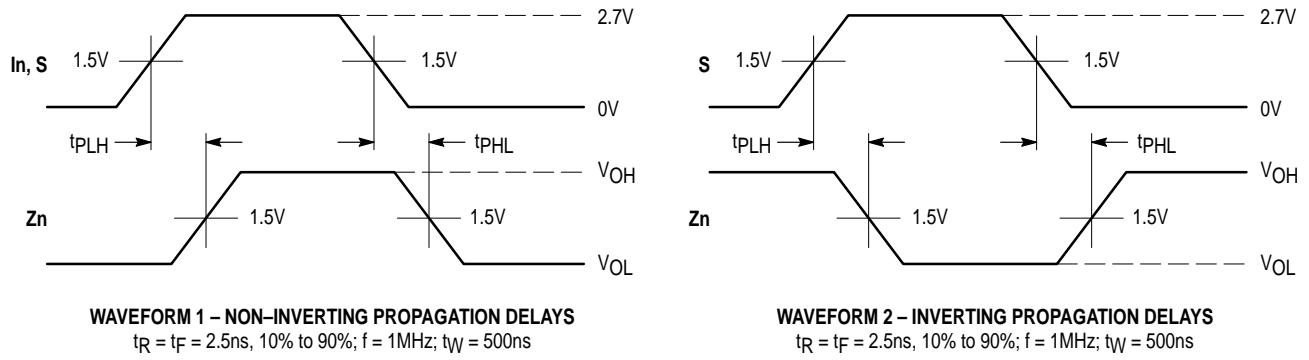 2.7V
1.5V
1.5V
In, S
0V
tPLH
tPHL
VOH
1.5V
1.5V
Zn
VOL
WAVEFORM 1 – NON–INVERTING PROPAGATION DELAYS
tR = tF = 2.5ns, 10% to 90%; f = 1MHz; tW = 500ns
2.7V
1.5V
1.5V
S
0V
tPLH
tPHL
VOH
1.5V
1.5V
Zn
VOL
WAVEFORM 2 – INVERTING PROPAGATION DELAYS
tR = tF = 2.5ns, 10% to 90%; f = 1MHz; tW = 500ns